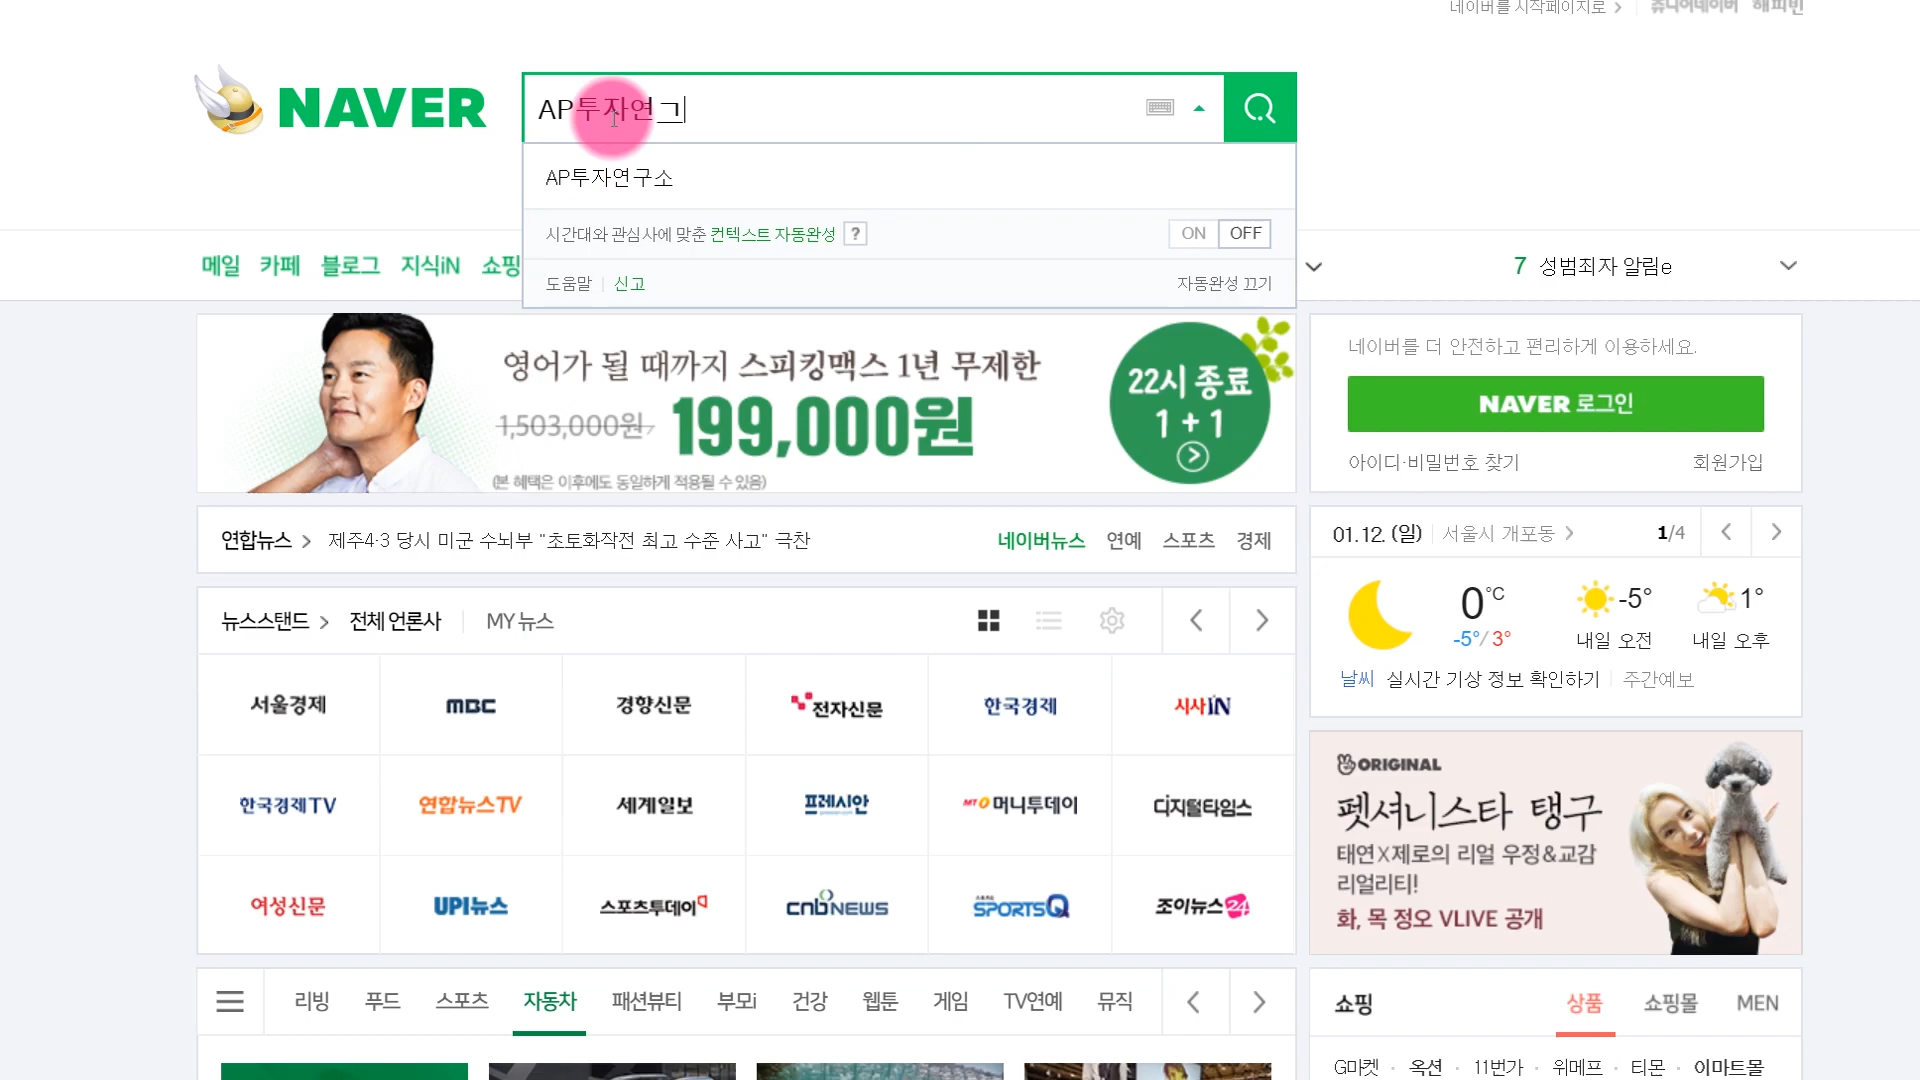 네이버를 시작페이지로 쥬니어네이버 해피빈
NAVER
AP투자연ㄱ
AP투자연구소
시간대와 관심사에 맞춘 컨텍스트 자동완성 ? ON OFF
도움말 신고 자동완성 끄기
메일 카페 블로그 지식iN 쇼핑
7 성범죄자 알림e
영어가 될 때까지 스피킹맥스 1년 무제한
1,503,000원 199,000원
(본 혜택은 이후에도 동일하게 적용될 수 있음)
22시 종료
1+1
네이버를 더 안전하고 편리하게 이용하세요.
NAVER 로그인
아이디·비밀번호 찾기 회원가입
연합뉴스 제주4·3 당시 미군 수뇌부 "초토화작전 최고 수준 사고" 극찬
네이버뉴스 연예 스포츠 경제
01.12. (일) 서울시 개포동 1/4
0°C -5° 1°
-5°/3° 내일 오전 내일 오후
날씨 실시간 기상 정보 확인하기 주간예보
뉴스스탠드 전체 언론사 MY 뉴스
서울경제 MBC 경향신문 전자신문 한국경제 시사IN
한국경제TV 연합뉴스TV 세계일보 프레시안 MT 머니투데이 디지털타임스
여성신문 UPI뉴스 스포츠투데이 CNBNEWS SPORTSQ 조이뉴스24
ORIGINAL
펫셔니스타 탱구
태연X제로의 리얼 우정&교감
리얼리티!
화, 목 정오 VLIVE 공개
리빙 푸드 스포츠 자동차 패션뷰티 부모i 건강 웹툰 게임 TV연예 뮤직
쇼핑 상품 쇼핑몰 MEN
G마켓 · 옥션 · 11번가 · 위메프 · 티몬 · 이마트몰